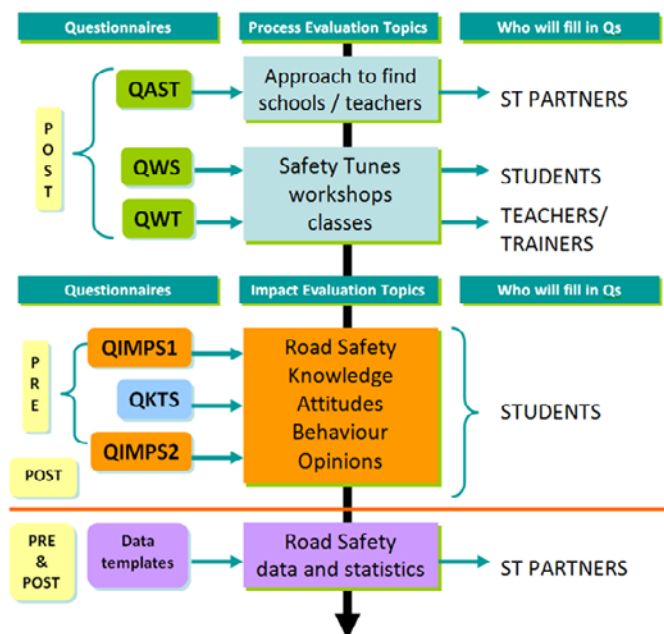 Questionnaires
Process Evaluation Topics
Who will fill in Qs
POST
QAST
Approach to find
schools / teachers
ST PARTNERS
QWS
QWT
Safety Tunes
workshops
classes
STUDENTS
TEACHERS/
TRAINERS
Questionnaires
Impact Evaluation Topics
Who will fill in Qs
PRE
POST
QIMPS1
QKTS
QIMPS2
Road Safety
Knowledge
Attitudes
Behaviour
Opinions
STUDENTS
PRE
&
POST
Data
templates
Road Safety
data and statistics
ST PARTNERS